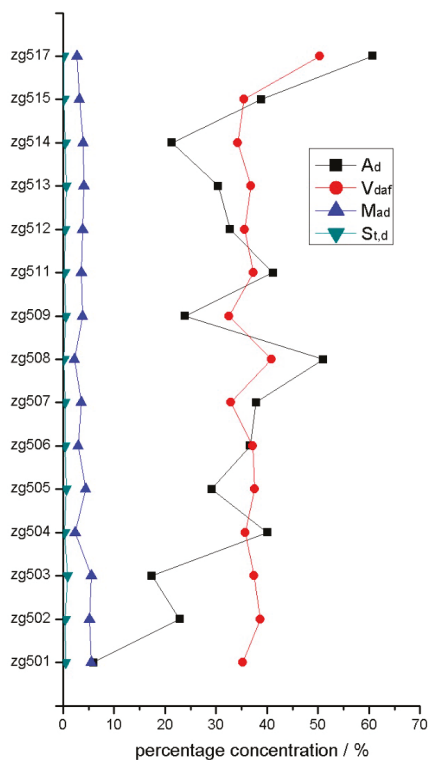 zg517
zg515
zg514
zg513
zg512
zg511
zg509
zg508
zg507
zg506
zg505
zg504
zg503
zg502
zg501
Ad
Vdaf
Mad
St,d
0 10 20 30 40 50 60 70
percentage concentration / %